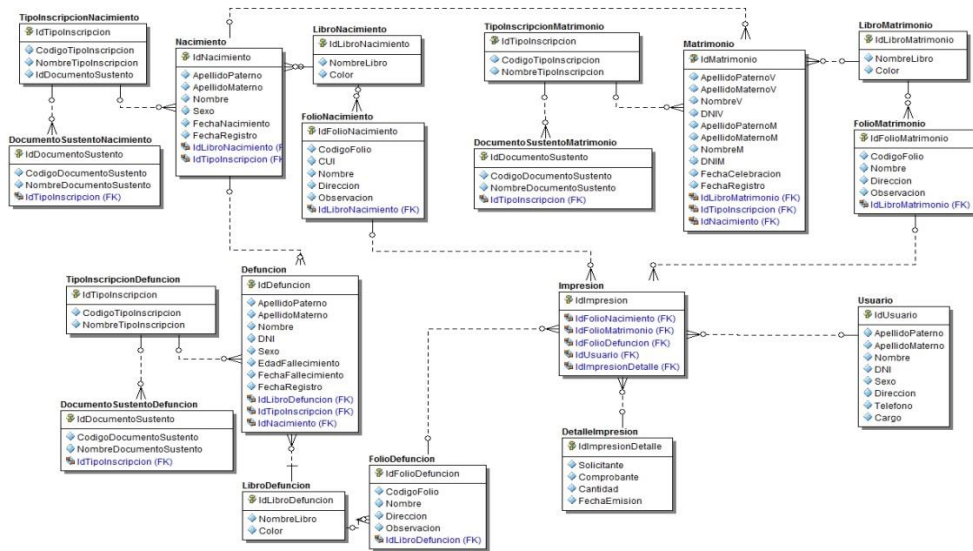 TipoInscripcionNacimiento
IdTipoInscripcion
CodigoTipoInscripcion
NombreTipoInscripcion
IdDocumentoSustento
DocumentoSustentoNacimiento
IdDocumentoSustento
CodigoDocumentoSustento
NombreDocumentoSustento
IdTipoInscripcion (FK)
Nacimiento
IdNacimiento
ApellidoPaterno
ApellidoMaterno
Nombre
Sexo
FechaNacimiento
FechaRegistro
IdLibroNacimiento (F
IdTipoInscripcion (FK
LibroNacimiento
IdLibroNacimiento
NombreLibro
Color
FolioNacimiento
IdFolioNacimiento
CodigoFolio
CUI
Nombre
Direccion
Observacion
IdLibroNacimiento (FK)
TipoInscripcionMatrimonio
IdTipoInscripcion
CodigoTipoInscripcion
NombreTipoInscripcion
DocumentoSustentoMatrimonio
IdDocumentoSustento
CodigoDocumentoSustento
NombreDocumentoSustento
IdTipoInscripcion (FK)
Matrimonio
IdMatrimonio
ApellidoPaternoV
ApellidoMaternoV
NombreV
DNIV
ApellidoPaternoM
ApellidoMaternoM
NombreM
DNIM
FechaCelebracion
FechaRegistro
IdLibroMatrimonio (FK)
IdTipoInscripcion (FK)
IdNacimiento (FK)
LibroMatrimonio
IdLibroMatrimonio
NombreLibro
Color
FolioMatrimonio
IdFolioMatrimonio
CodigoFolio
Nombre
Direccion
Observacion
IdLibroMatrimonio (FK)
TipoInscripcionDefuncion
IdTipoInscripcion
CodigoTipoInscripcion
NombreTipoInscripcion
DocumentoSustentoDefuncion
IdDocumentoSustento
CodigoDocumentoSustento
NombreDocumentoSustento
IdTipoInscripcion (FK)
Defuncion
IdDefuncion
ApellidoPaterno
ApellidoMaterno
Nombre
DNI
Sexo
EdadFallecimiento
FechaFallecimiento
FechaRegistro
IdLibroDefuncion (FK)
IdTipoInscripcion (FK)
IdNacimiento (FK)
LibroDefuncion
IdLibroDefuncion
NombreLibro
Color
FolioDefuncion
IdFolioDefuncion
CodigoFolio
Nombre
Direccion
Observacion
IdLibroDefuncion (FK)
Impresion
IdImpresion
IdFolioNacimiento (FK)
IdFolioMatrimonio (FK)
IdFolioDefuncion (FK)
IdUsuario (FK)
IdImpresionDetalle (FK)
DetalleImpresion
IdImpresionDetalle
Solicitante
Comprobante
Cantidad
FechaEmision
Usuario
IdUsuario
ApellidoPaterno
ApellidoMaterno
Nombre
DNI
Sexo
Direccion
Telefono
Cargo